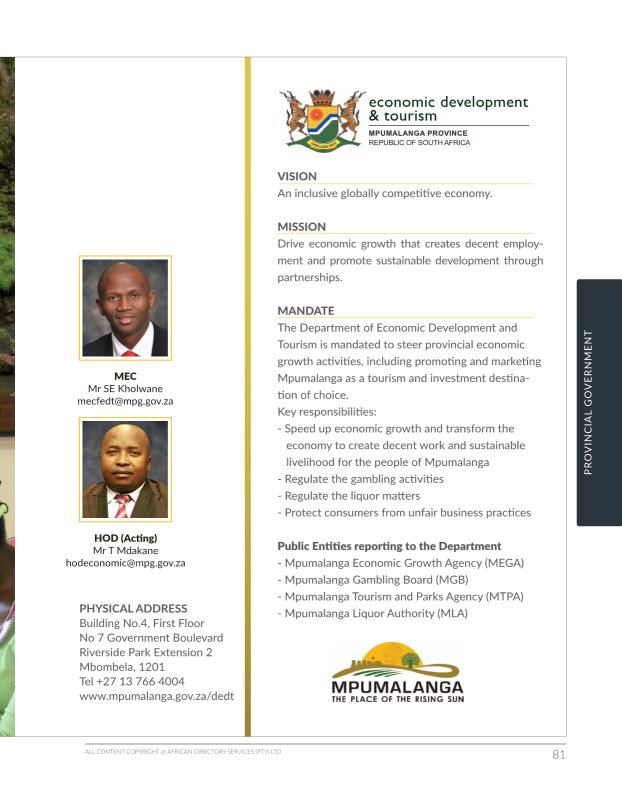 MEC
Mr SE Kholwane
mecfedt@mpg.gov.za
HOD (Acting)
Mr T Mdakane
hodeconomic@mpg.gov.za
PHYSICAL ADDRESS
Building No.4, First Floor
No 7 Government Boulevard
Riverside Park Extension 2
Mbombela, 1201
Tel +27 13 766 4004
www.mpumalanga.gov.za/dedt
economic development
& tourism
MPUMALANGA PROVINCE
REPUBLIC OF SOUTH AFRICA
VISION
An inclusive globally competitive economy.
MISSION
Drive economic growth that creates decent employ-
ment and promote sustainable development through
partnerships.
MANDATE
The Department of Economic Development and
Tourism is mandated to steer provincial economic
growth activities, including promoting and marketing
Mpumalanga as a tourism and investment destina-
tion of choice.
Key responsibilities:
- Speed up economic growth and transform the
economy to create decent work and sustainable
livelihood for the people of Mpumalanga
- Regulate the gambling activities
- Regulate the liquor matters
- Protect consumers from unfair business practices
Public Entities reporting to the Department
- Mpumalanga Economic Growth Agency (MEGA)
- Mpumalanga Gambling Board (MGB)
- Mpumalanga Tourism and Parks Agency (MTPA)
- Mpumalanga Liquor Authority (MLA)
MPUMALANGA
THE PLACE OF THE RISING SUN
PROVINCIAL GOVERNMENT
ALL CONTENT COPYRIGHT @ AFRICAN DIRECTORY SERVICES (PTY) LTD
81